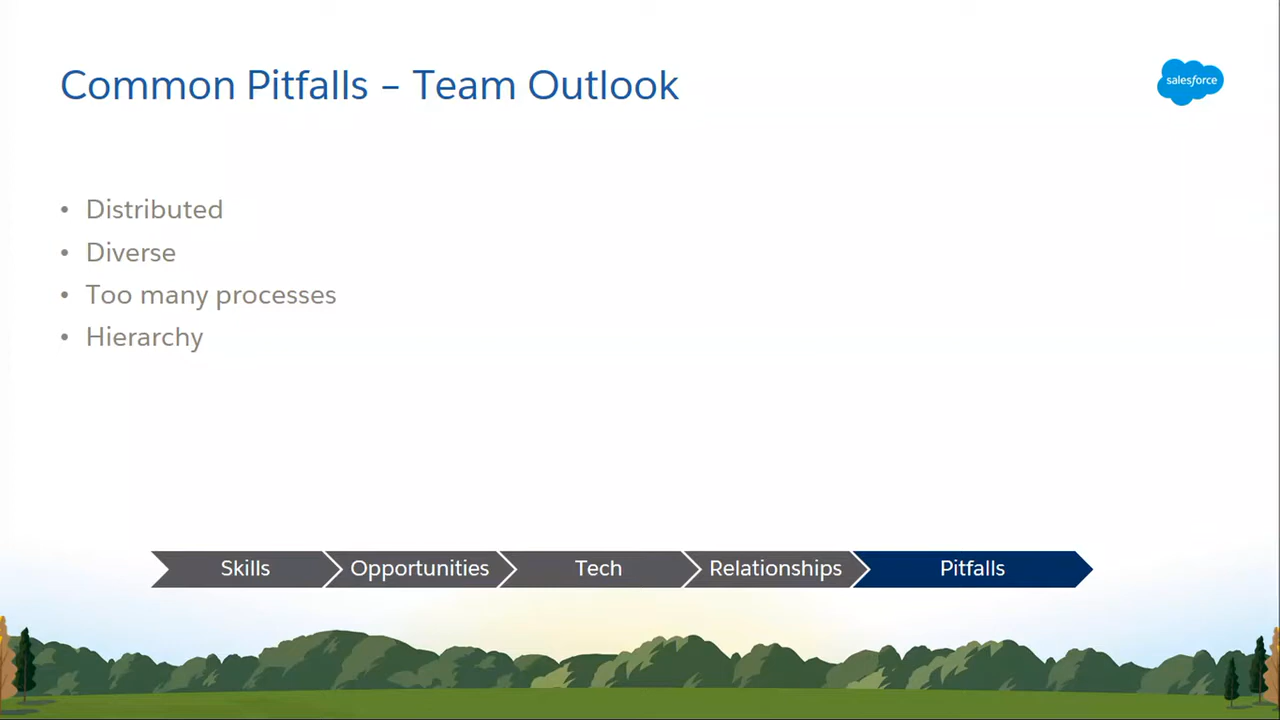 Common Pitfalls – Team Outlook
salesforce
• Distributed
• Diverse
• Too many processes
• Hierarchy
Skills
Opportunities
Tech
Relationships
Pitfalls